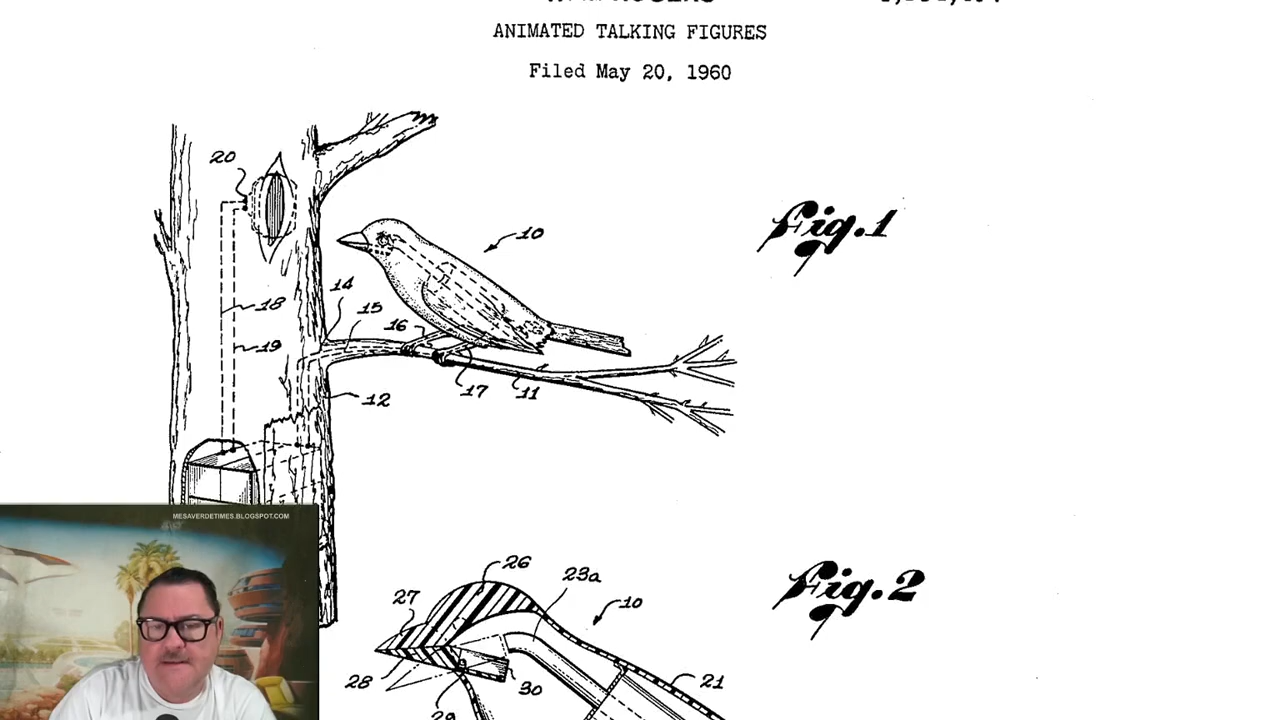 ANIMATED TALKING FIGURES
Filed May 20, 1960
20
10
Fig.1
14
18
15
16
19
17
11
12
MESAVERDETIMES.BLOGSPOT.COM
26
23a
27
10
Fig.2
28
30
21
29